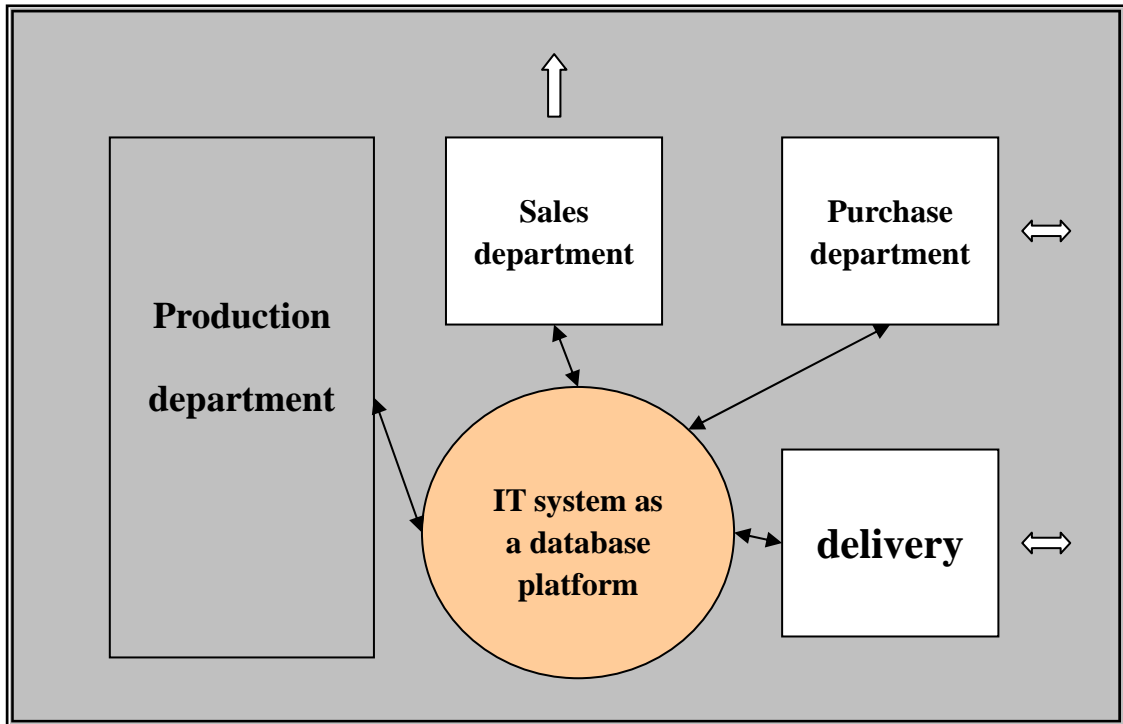 Sales
department
Purchase
department
Production
department
IT system as
a database
platform
delivery